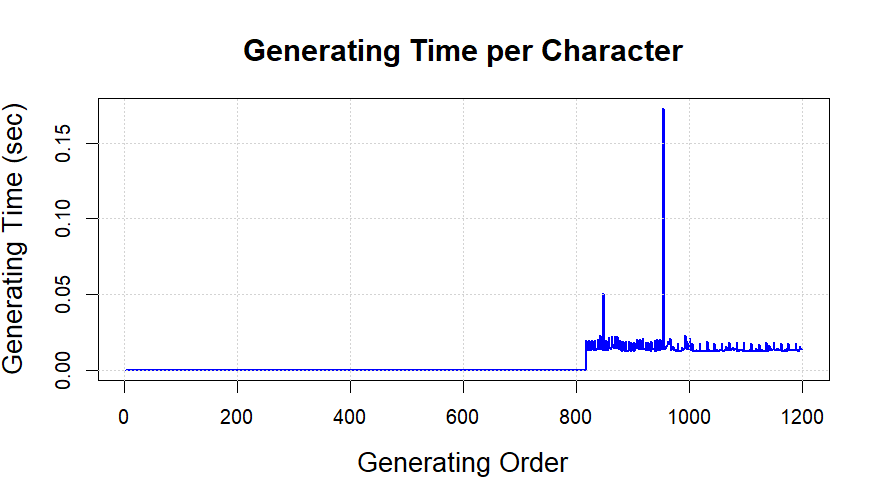 Generating Time per Character
Generating Time (sec)
0.15
0.10
0.05
0.00
0 200 400 600 800 1000 1200
Generating Order